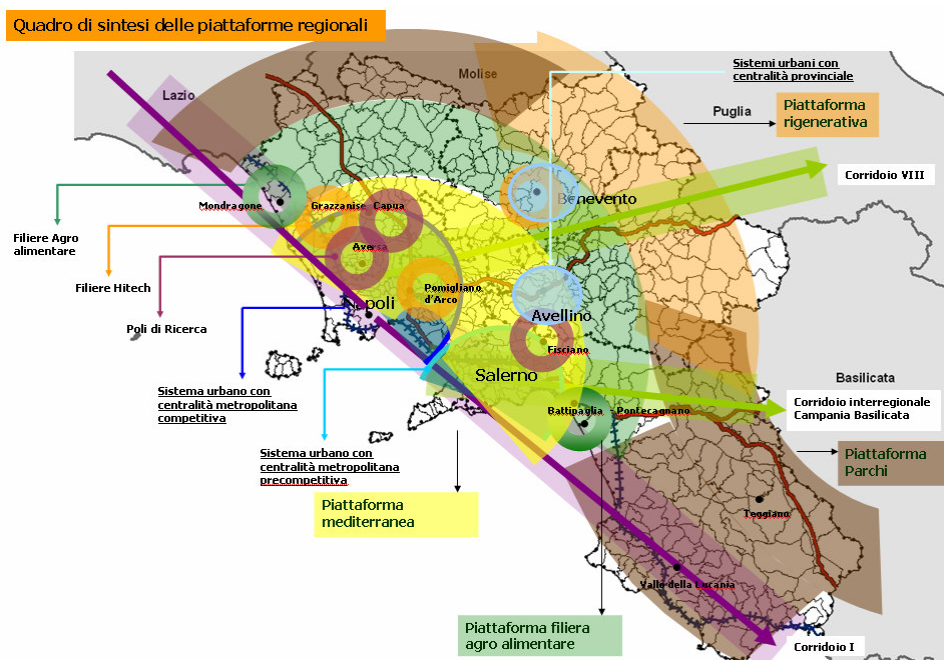 Quadro di sintesi delle piattaforme regionali
Sistemi urbani con
centralità provinciale
Molise
Lazio
Puglia
Piattaforma
rigenerativa
Corridoio VIII
Mondragone
Grazzanise
Capua
Benevento
Filiere Agro
alimentare
Aversa
Filiere Hitech
Pomigliano
d'Arco
Napoli
Avellino
Poli di Ricerca
Fisciano
Salerno
Basilicata
Sistema urbano con
centralità metropolitana
competitiva
Corridoio interregionale
Campania Basilicata
Battipaglia - Pontecagnano
Sistema urbano con
centralità metropolitana
precompetitiva
Piattaforma
Parchi
Piattaforma
mediterranea
Teggiano
Vallo della Lucania
Piattaforma filiera
agro alimentare
Corridoio I